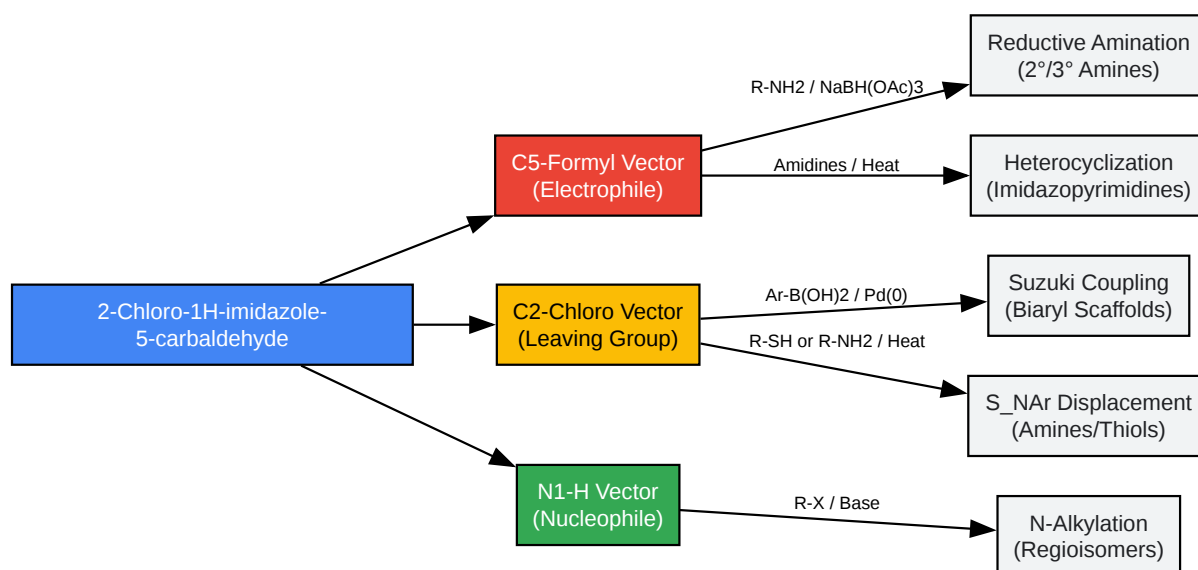 Reductive Amination
(2°/3° Amines)
R-NH2 / NaBH(OAc)3
C5-Formyl Vector
(Electrophile)
Amidines / Heat
Heterocyclization
(Imidazopyrimidines)
2-Chloro-1H-imidazole-
5-carbaldehyde
C2-Chloro Vector
(Leaving Group)
Ar-B(OH)2 / Pd(0)
Suzuki Coupling
(Biaryl Scaffolds)
R-SH or R-NH2 / Heat
S_NAr Displacement
(Amines/Thiols)
N1-H Vector
(Nucleophile)
R-X / Base
N-Alkylation
(Regioisomers)